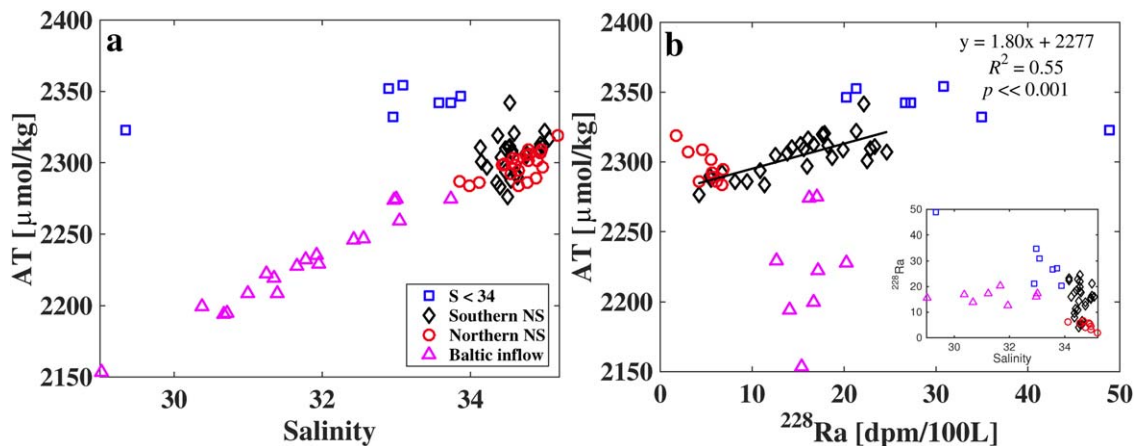 a
2400
2350
2300
2250
2200
2150
AT [μmol/kg]
30
32
34
Salinity
S < 34
Southern NS
Northern NS
Baltic inflow
b
y = 1.80x + 2277
R² = 0.55
p << 0.001
2400
2350
2300
2250
2200
2150
AT [μmol/kg]
0
10
20
30
40
50
²²⁸Ra [dpm/100L]
50
40
30
20
10
0
²²⁸Ra
30
32
34
Salinity